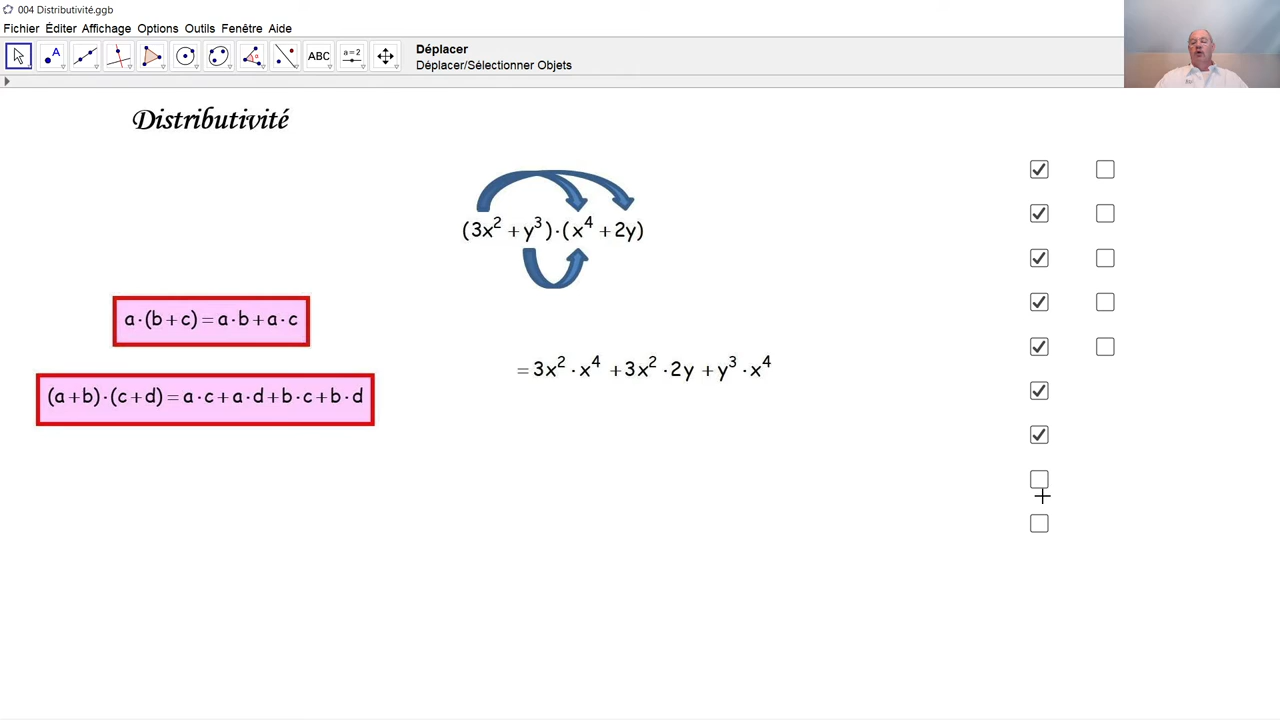 004 Distributivité.ggb
Fichier Éditer Affichage Options Outils Fenêtre Aide
A
α
ABC
a=2
Déplacer
Déplacer/Sélectionner Objets
Distributivité
(3x² + y³) · (x⁴ + 2y)
a · (b + c) = a · b + a · c
= 3x² · x⁴ + 3x² · 2y + y³ · x⁴
(a + b) · (c + d) = a · c + a · d + b · c + b · d